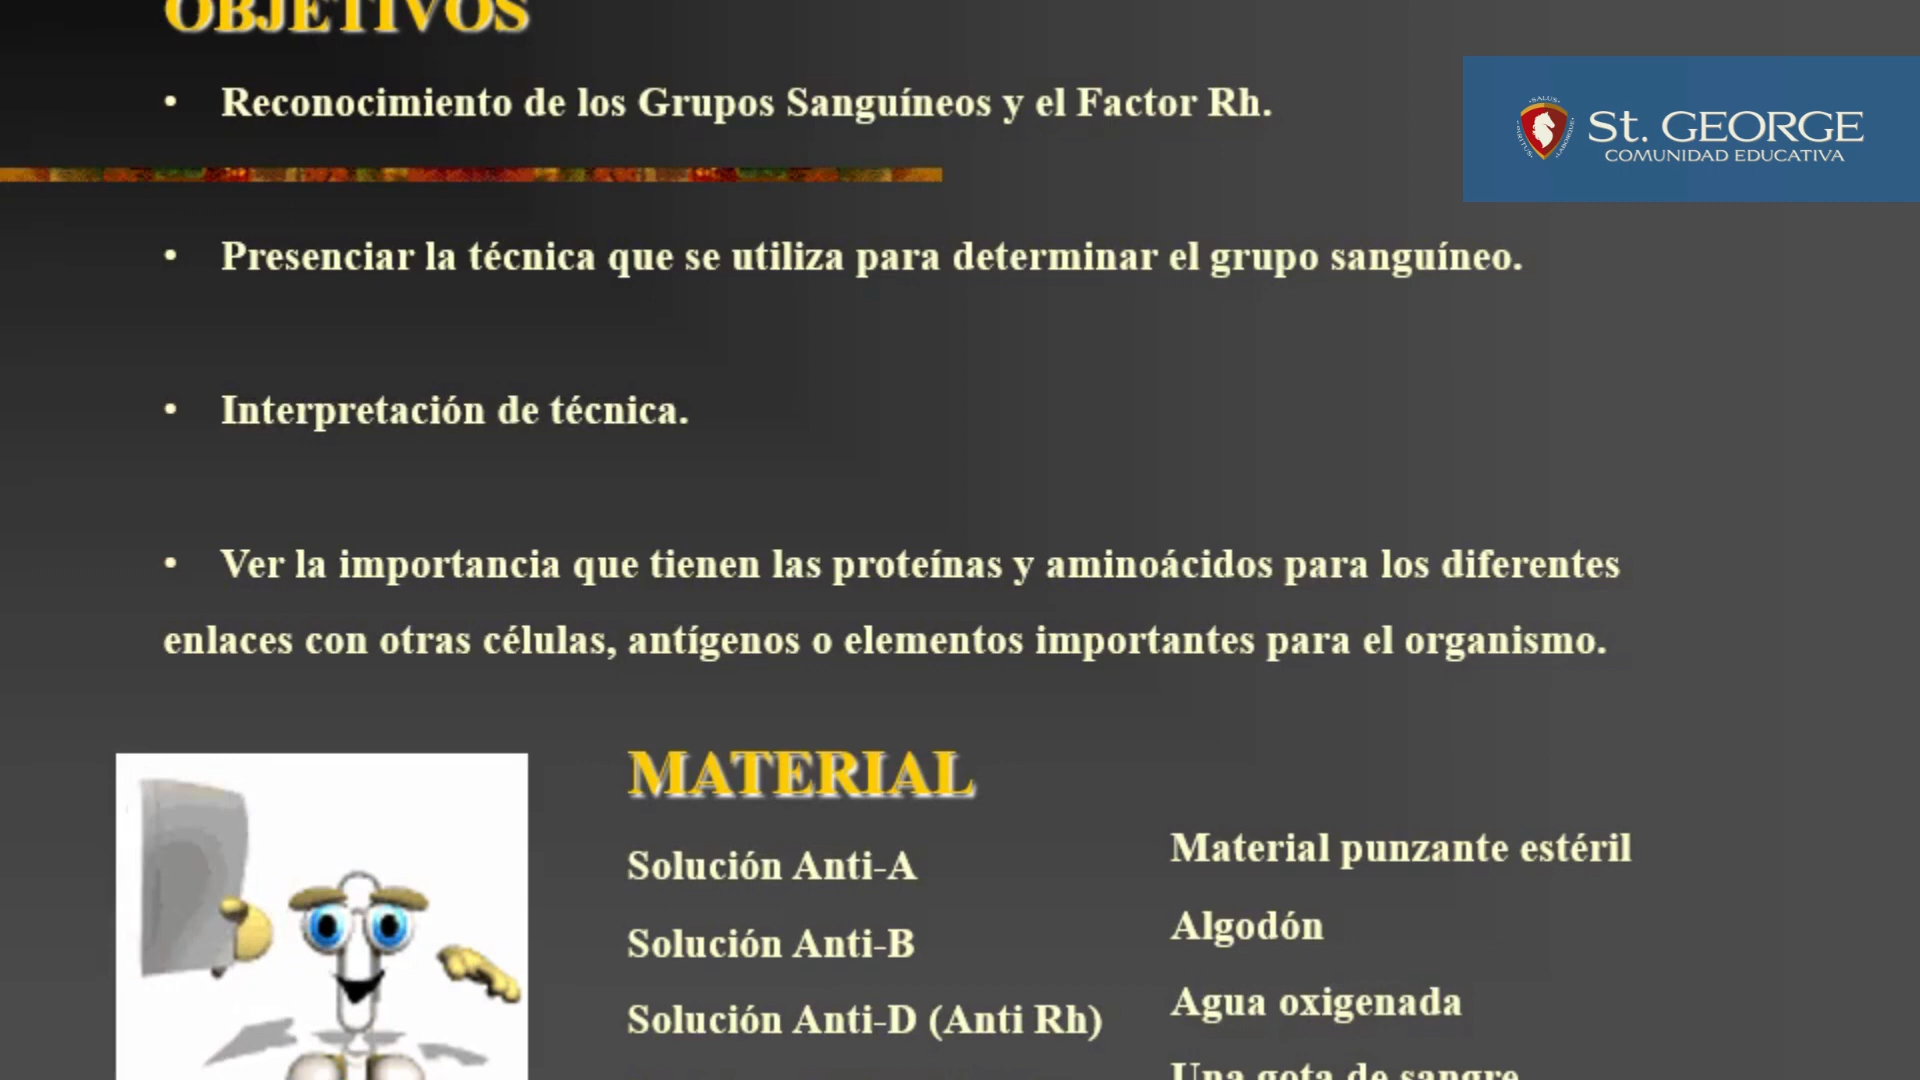 OBJETIVOS
• Reconocimiento de los Grupos Sanguíneos y el Factor Rh.
St. GEORGE
COMUNIDAD EDUCATIVA
• Presenciar la técnica que se utiliza para determinar el grupo sanguíneo.
• Interpretación de técnica.
• Ver la importancia que tienen las proteínas y aminoácidos para los diferentes
enlaces con otras células, antígenos o elementos importantes para el organismo.
MATERIAL
Solución Anti-A
Solución Anti-B
Solución Anti-D (Anti Rh)
Material punzante estéril
Algodón
Agua oxigenada
Una gota de sangre